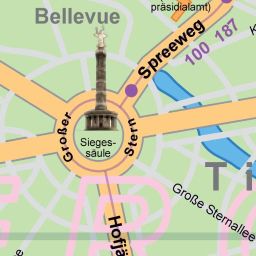 präsidialamt)
Bellevue
Spreeweg
100 187
Großer
Stern
Sieges-
säule
Ti
Große Sternallee
Hofjä